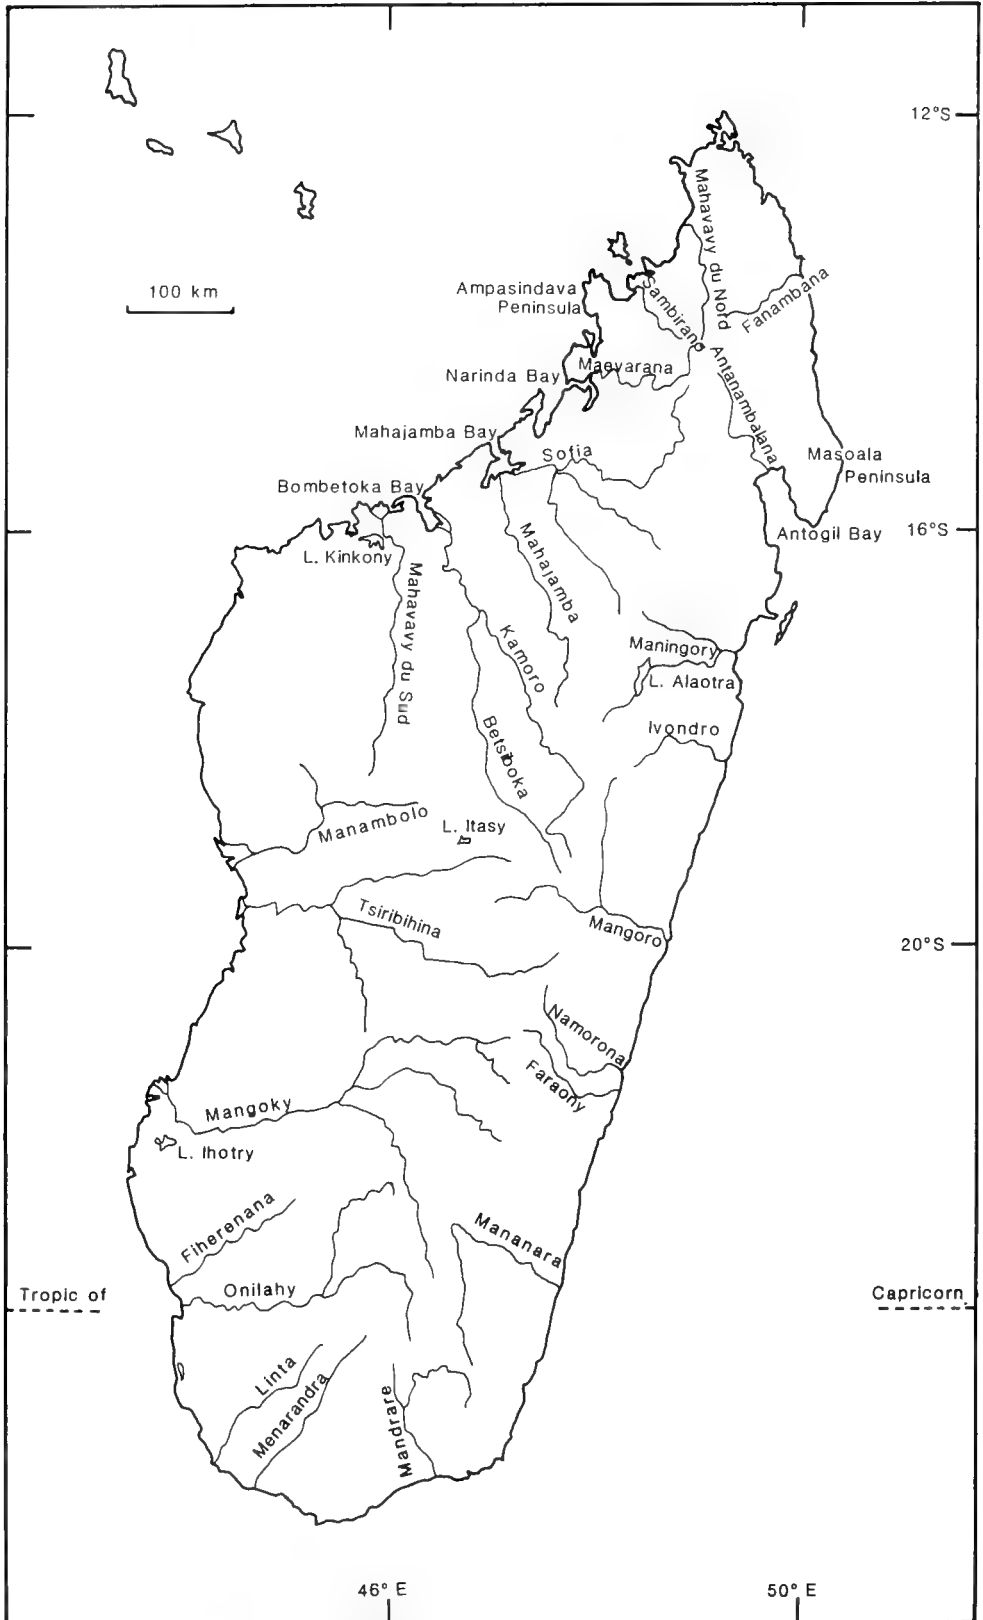 12°S
Mahavavy du Nord
100 km
Ampasindava
Peninsula
Sambirano
Fanambana
Narinda Bay
Maevarana
Antanambalana
Mahajamba Bay
Sofia
Masoala
Peninsula
Bombetoka Bay
Antogil Bay
16°S
L. Kinkony
Mahajamba
Mahavavy du Sud
Kamoro
Maningory
L. Alaotra
Ivondro
Betsiboka
Manambolo
L. Itasy
Tsiribihina
Mangoro
20°S
Namorona
Faraony
Mangoky
L. Ihotry
Fiherenana
Mananara
Onilahy
Tropic of
Capricorn
Linta
Menarandra
Mandrare
46° E
50° E